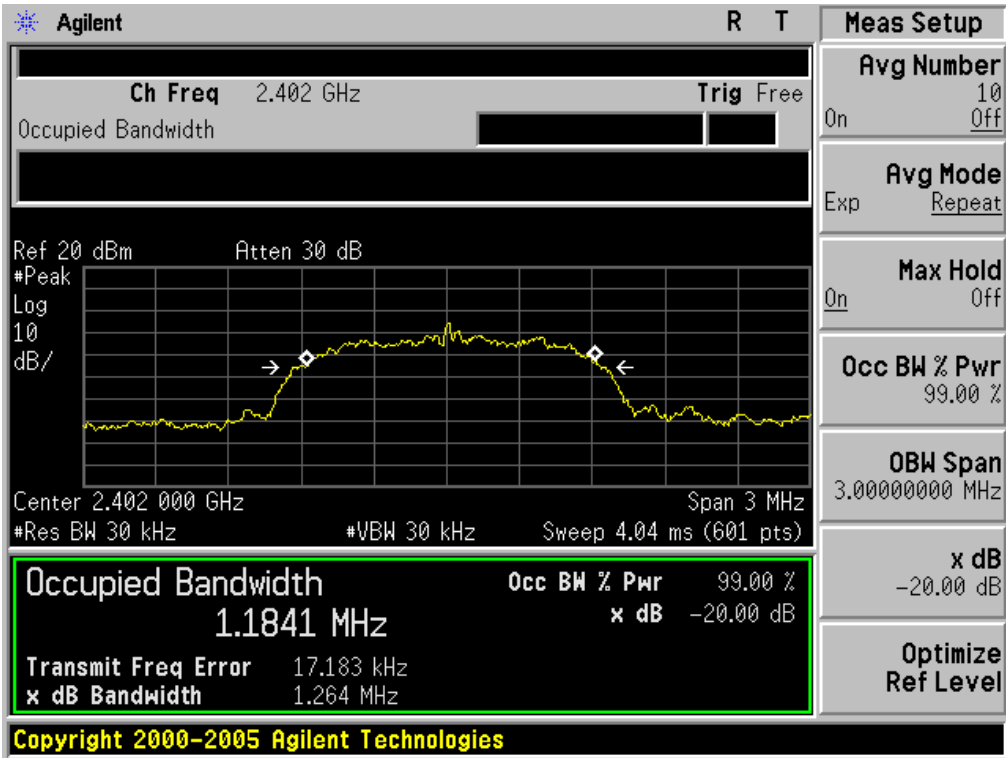 Agilent R T
Ch Freq 2.402 GHz Trig Free
Occupied Bandwidth
Ref 20 dBm Atten 30 dB
#Peak
Log
10
dB/
Center 2.402 000 GHz Span 3 MHz
#Res BW 30 kHz #VBW 30 kHz Sweep 4.04 ms (601 pts)
Occupied Bandwidth Occ BW % Pwr 99.00 %
1.1841 MHz x dB -20.00 dB
Transmit Freq Error 17.183 kHz
x dB Bandwidth 1.264 MHz
Copyright 2000-2005 Agilent Technologies
Meas Setup
Avg Number
10
On Off
Avg Mode
Exp Repeat
Max Hold
On Off
Occ BW % Pwr
99.00 %
OBW Span
3.00000000 MHz
x dB
-20.00 dB
Optimize
Ref Level